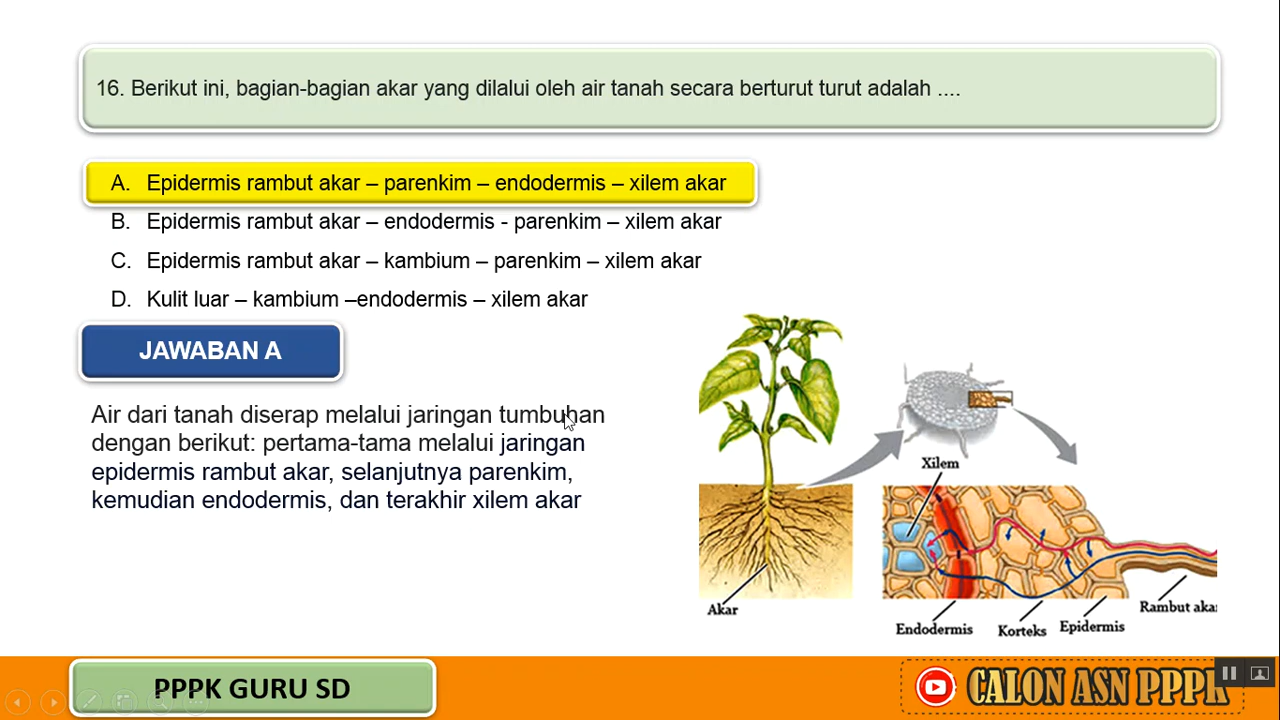 16. Berikut ini, bagian-bagian akar yang dilalui oleh air tanah secara berturut turut adalah ....
A. Epidermis rambut akar – parenkim – endodermis – xilem akar
B. Epidermis rambut akar – endodermis - parenkim – xilem akar
C. Epidermis rambut akar – kambium – parenkim – xilem akar
D. Kulit luar – kambium –endodermis – xilem akar
JAWABAN A
Air dari tanah diserap melalui jaringan tumbuhan
dengan berikut: pertama-tama melalui jaringan
epidermis rambut akar, selanjutnya parenkim,
kemudian endodermis, dan terakhir xilem akar
Xilem
Akar
Endodermis
Korteks
Epidermis
Rambut akar
PPPK GURU SD
CALON ASN PPPK